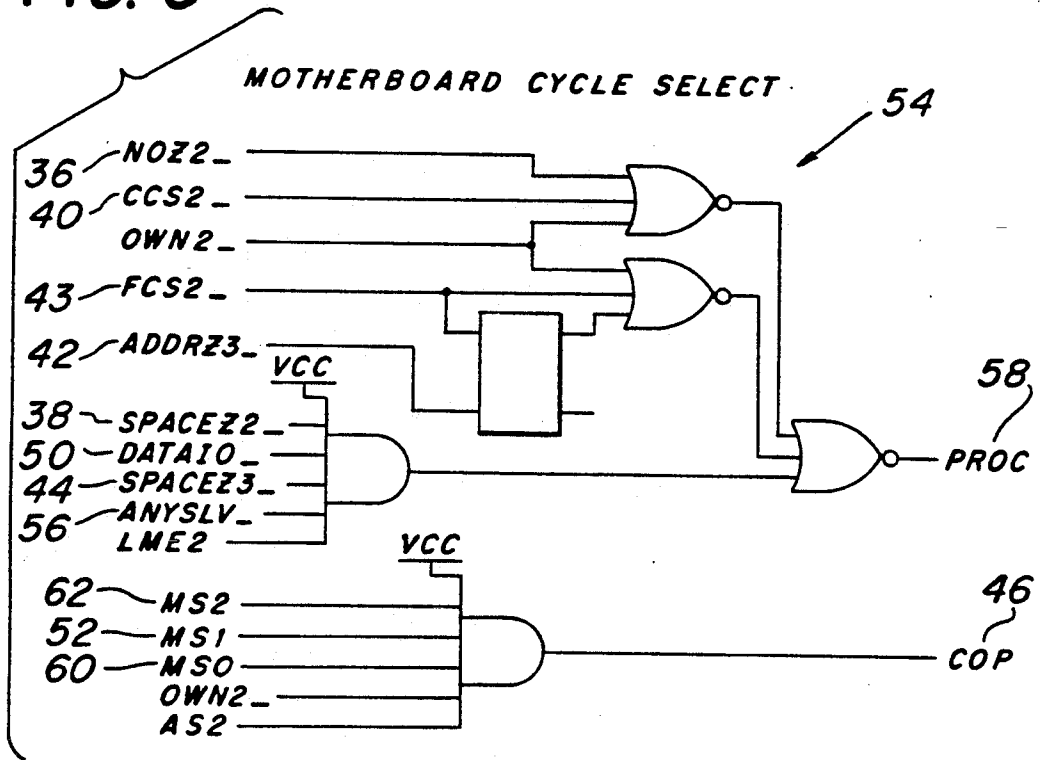 MOTHERBOARD CYCLE SELECT
54
36 NOZ2_
40 CCS2_
OWN2_
43 FCS2_
42 ADDRZ3_
VCC
38 SPACEZ2_
50 DATAIO_
44 SPACEZ3_
56 ANYSLV_
LME2
58
PROC
VCC
62 MS2
52 MS1
60 MS0
OWN2_
AS2
46
COP